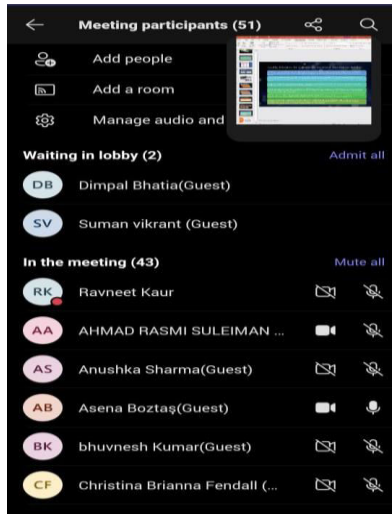 Meeting participants (51)
Add people
Add a room
Manage audio and
Waiting in lobby (2) Admit all
DB Dimpal Bhatia(Guest)
SV Suman vikrant (Guest)
In the meeting (43) Mute all
RK Ravneet Kaur
AA AHMAD RASMI SULEIMAN ...
AS Anushka Sharma(Guest)
AB Asena Boztaş(Guest)
BK bhuvnesh Kumar(Guest)
CF Christina Brianna Fendall (...